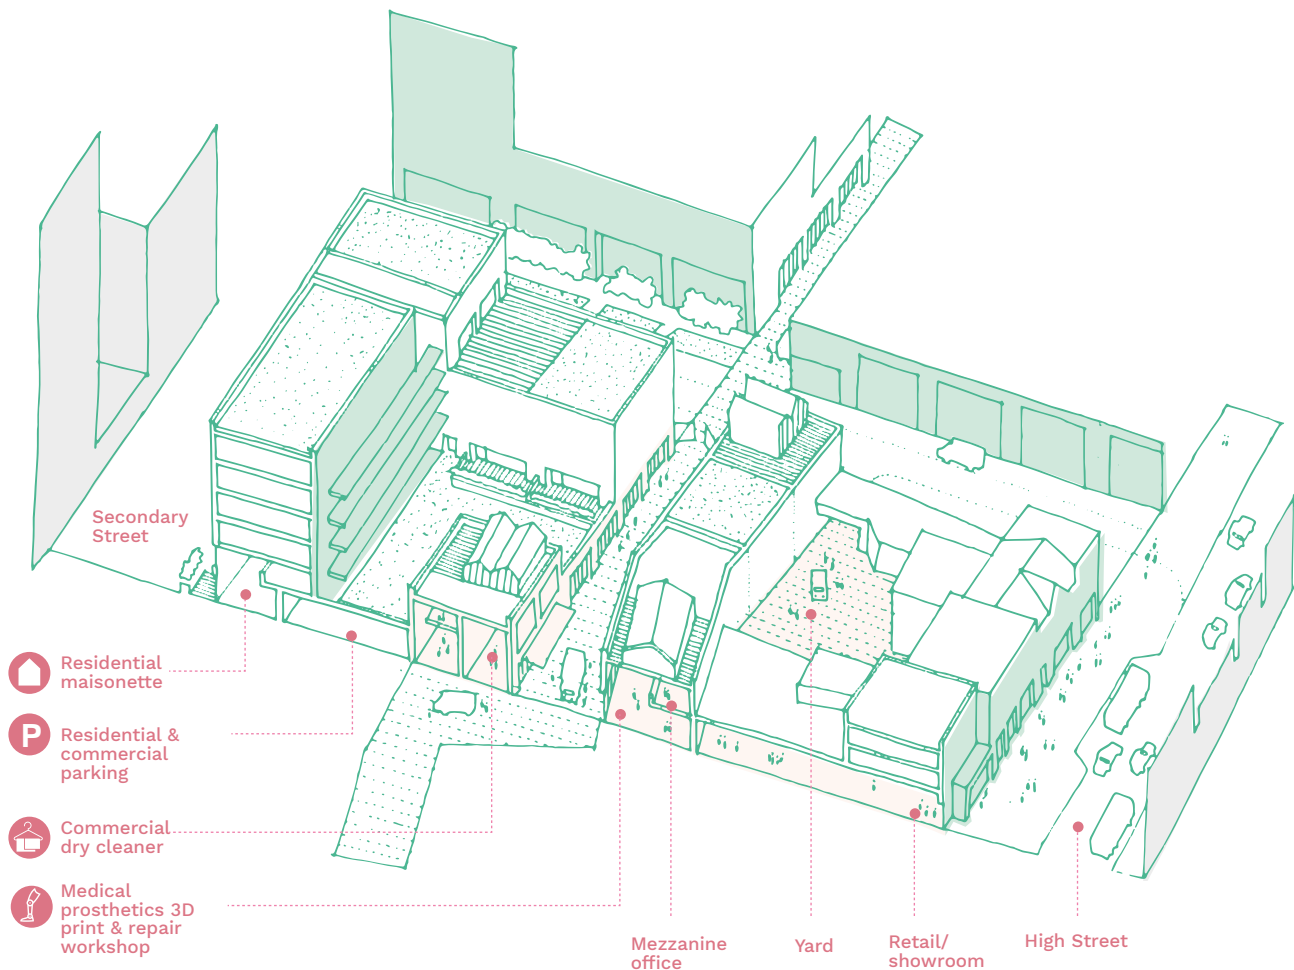 Secondary
Street
Residential
maisonette
P
Residential &
commercial
parking
Commercial
dry cleaner
Medical
prosthetics 3D
print & repair
workshop
Mezzanine
office
Yard
Retail/
showroom
High Street